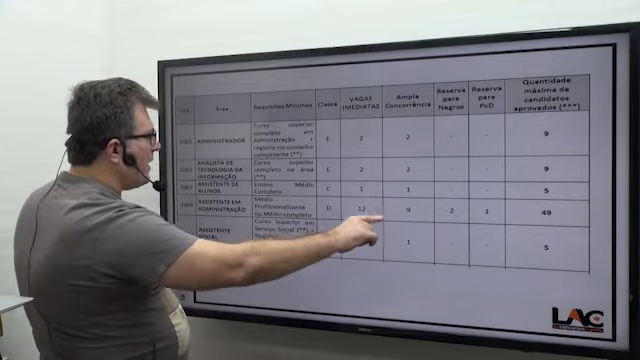 Cód. Área Requisitos Mínimos Classe VAGAS IMEDIATAS Ampla Concorrência Reserva para Negros Reserva para PcD Quantidade máxima de candidatos aprovados (***)
2001 ADMINISTRADOR Curso superior completo em Administração + registro no conselho competente (**) E 2 2 - - 9
2002 ANALISTA DE TECNOLOGIA DA INFORMAÇÃO Curso superior completo na área (**) E 2 2 - - 9
2003 ASSISTENTE DE ALUNOS Ensino Médio Completo C 1 1 - - 5
2004 ASSISTENTE EM ADMINISTRAÇÃO Médio Profissionalizante ou Médio completo D 12 9 2 1 49
ASSISTENTE SOCIAL Curso Superior em Serviço Social (**) + 1 - - 5
LAC